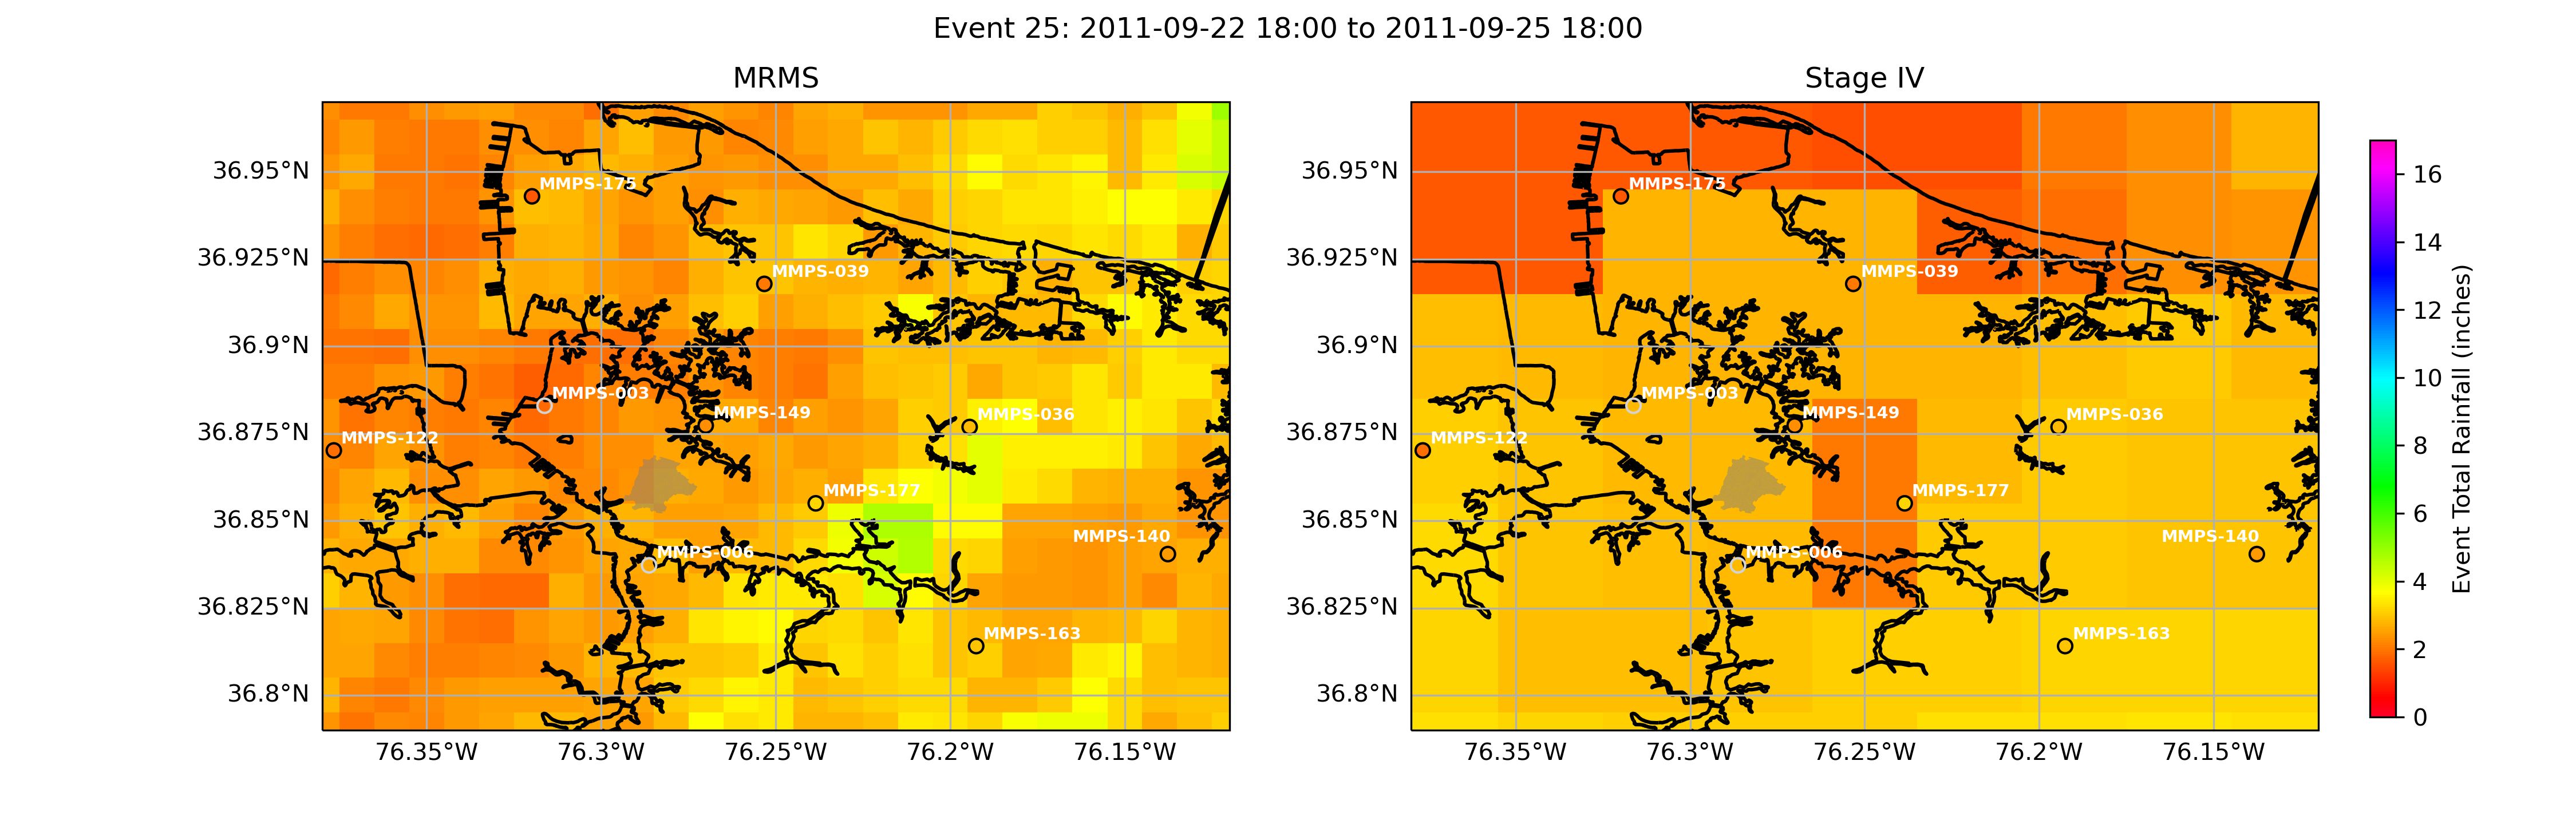 Event 25: 2011-09-22 18:00 to 2011-09-25 18:00
MRMS
36.95°N
36.925°N
36.9°N
36.875°N
36.85°N
36.825°N
36.8°N
76.35°W
76.3°W
76.25°W
76.2°W
76.15°W
MMPS-175
MMPS-039
MMPS-003
MMPS-149
MMPS-036
MMPS-122
MMPS-177
MMPS-140
MMPS-006
MMPS-163
Stage IV
36.95°N
36.925°N
36.9°N
36.875°N
36.85°N
36.825°N
36.8°N
76.35°W
76.3°W
76.25°W
76.2°W
76.15°W
MMPS-175
MMPS-039
MMPS-003
MMPS-149
MMPS-036
MMPS-122
MMPS-177
MMPS-140
MMPS-006
MMPS-163
16
14
12
10
8
6
4
2
0
Event Total Rainfall (inches)